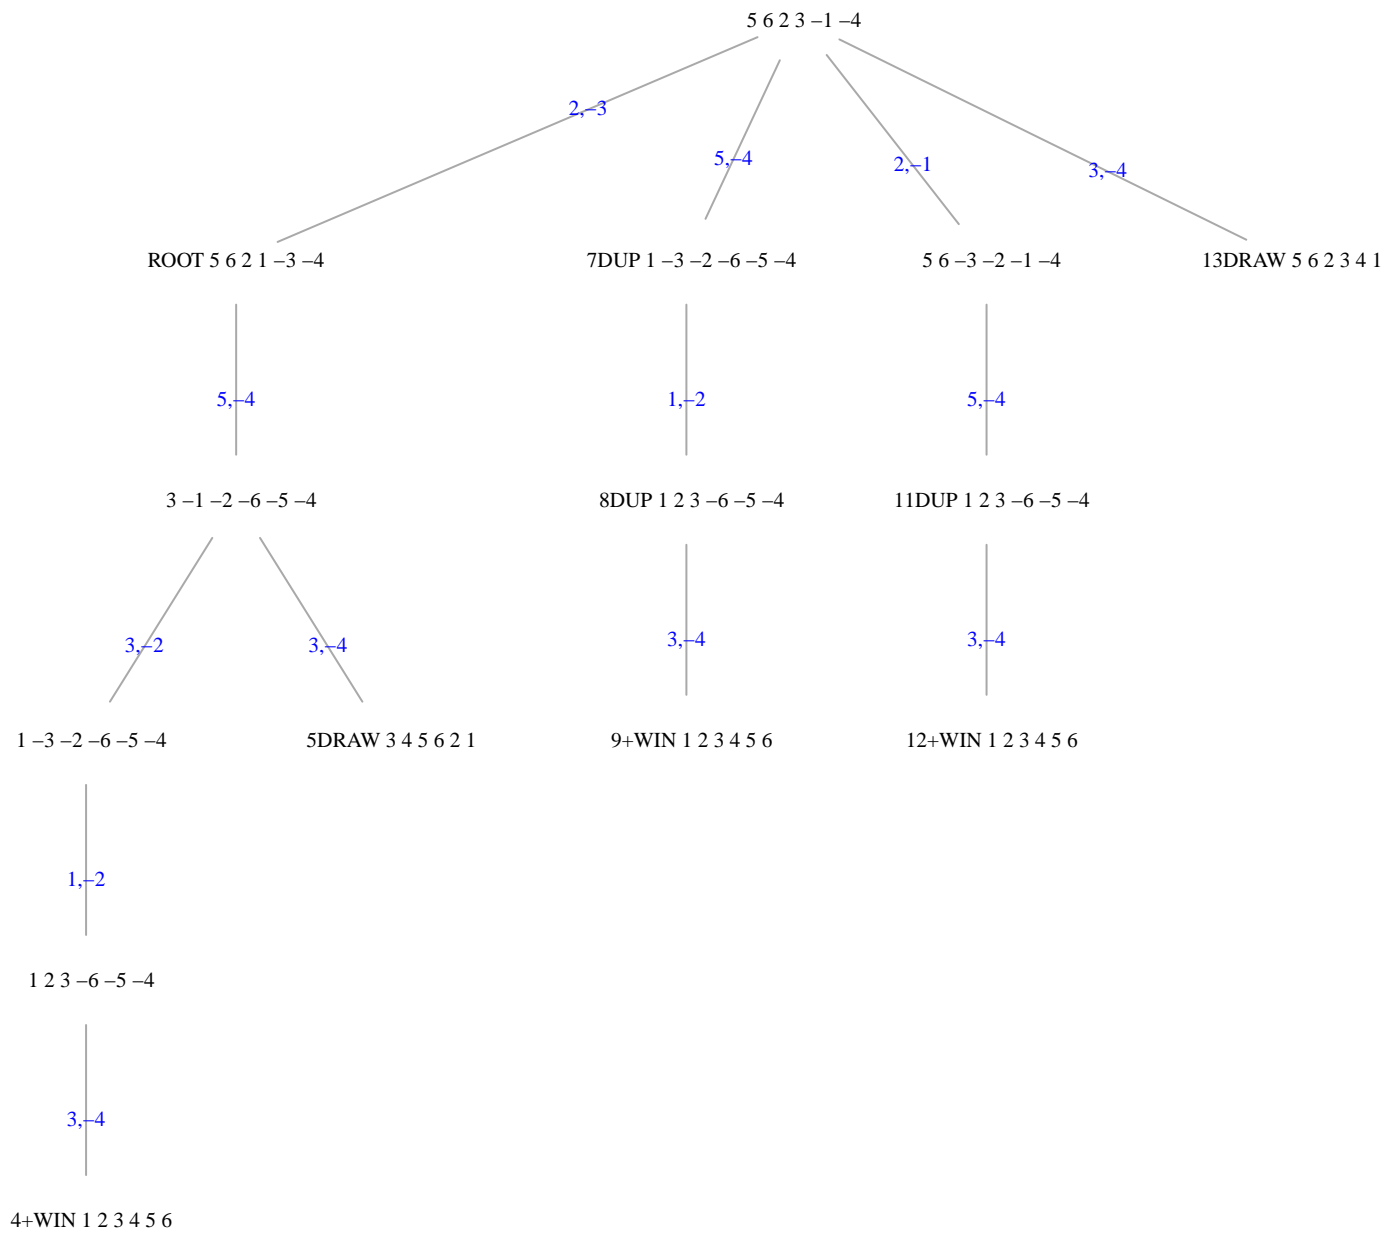 5 6 2 3 –1 –4
2,–3
5,–4
2,–1
3,–4
ROOT 5 6 2 1 –3 –4
7DUP 1 –3 –2 –6 –5 –4
5 6 –3 –2 –1 –4
13DRAW 5 6 2 3 4 1
5,–4
1,–2
5,–4
3 –1 –2 –6 –5 –4
8DUP 1 2 3 –6 –5 –4
11DUP 1 2 3 –6 –5 –4
3,–2
3,–4
3,–4
3,–4
1 –3 –2 –6 –5 –4
5DRAW 3 4 5 6 2 1
9+WIN 1 2 3 4 5 6
12+WIN 1 2 3 4 5 6
1,–2
1 2 3 –6 –5 –4
3,–4
4+WIN 1 2 3 4 5 6